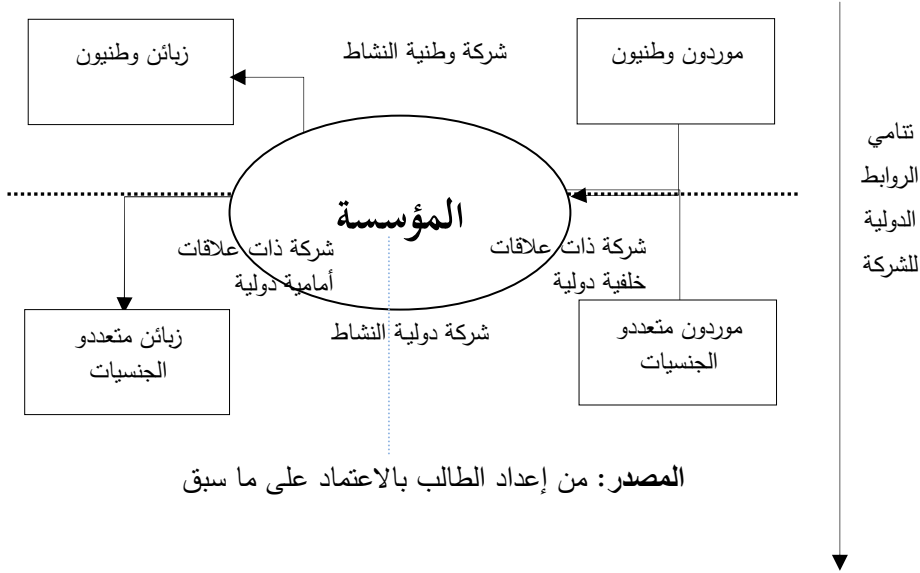 موردون وطنيون
شركة وطنية النشاط
زبائن وطنيون
تنامي
الروابط
الدولية
للشركة
المؤسسة
شركة ذات علاقات
خلفية دولية
شركة ذات علاقات
أمامية دولية
موردون متعددو
الجنسيات
شركة دولية النشاط
زبائن متعددو
الجنسيات
المصدر: من إعداد الطالب بالاعتماد على ما سبق